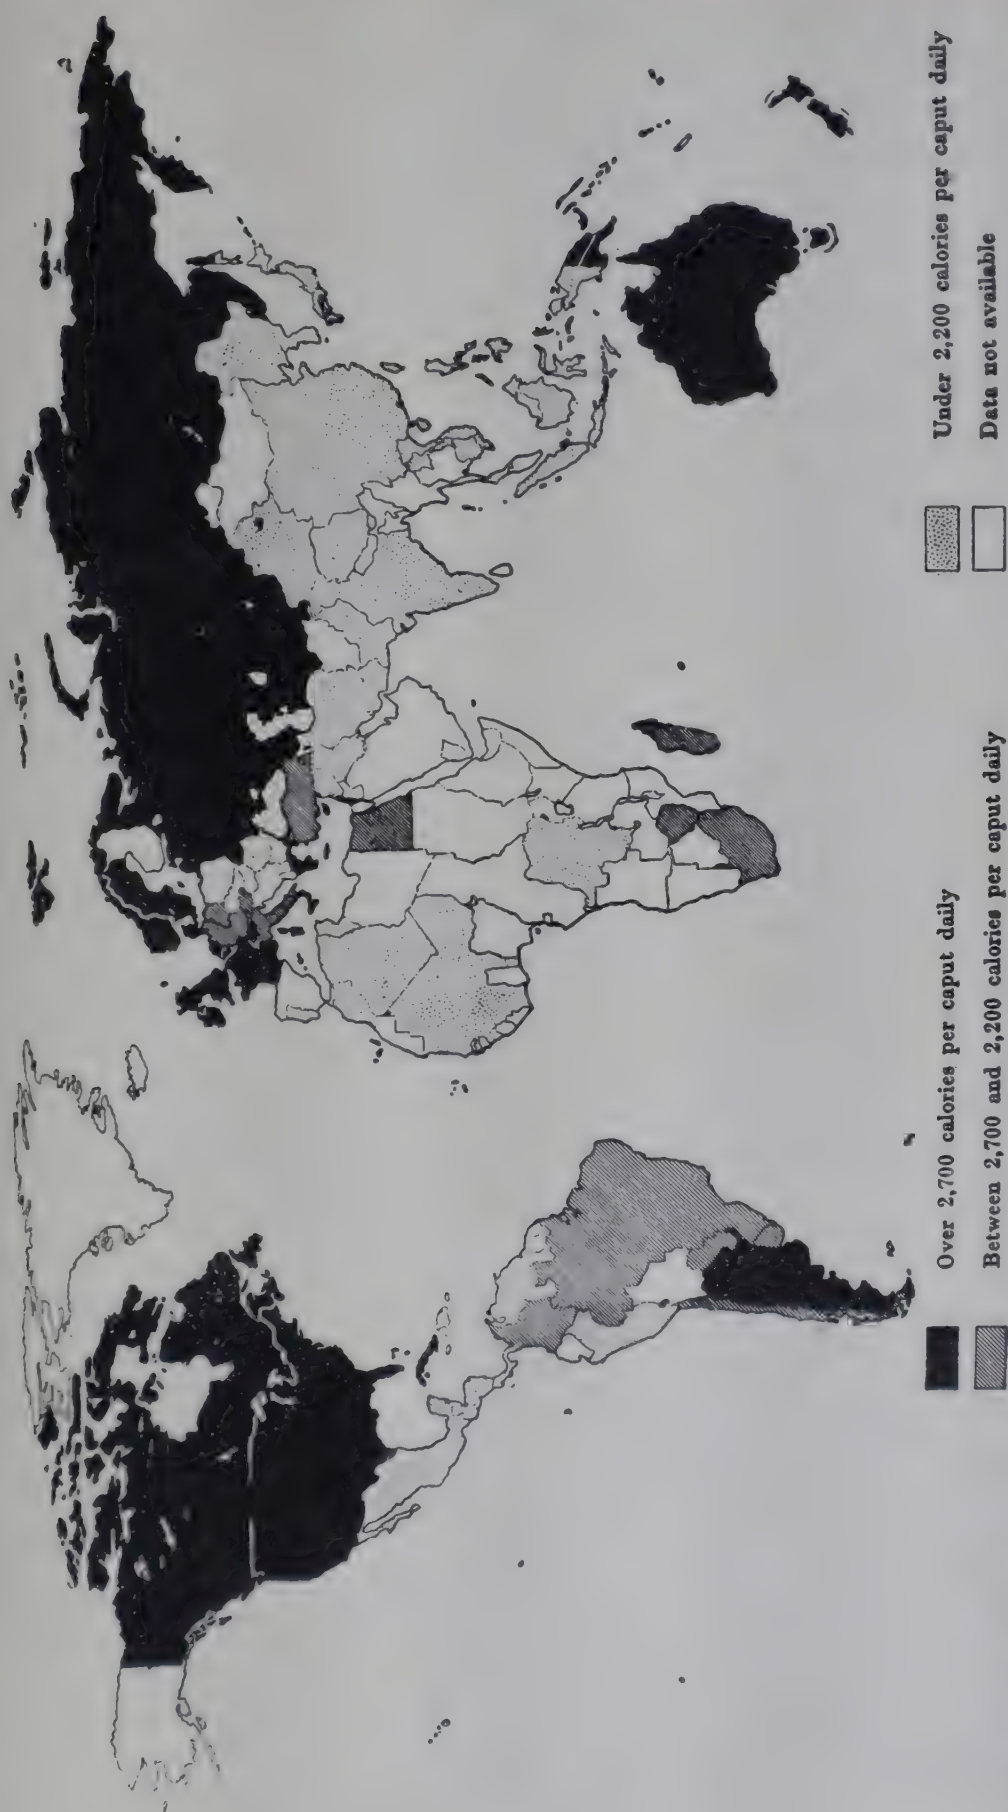 Over 2,700 calories per caput daily
Between 2,700 and 2,200 calories per caput daily
Under 2,200 calories per caput daily
Data not available